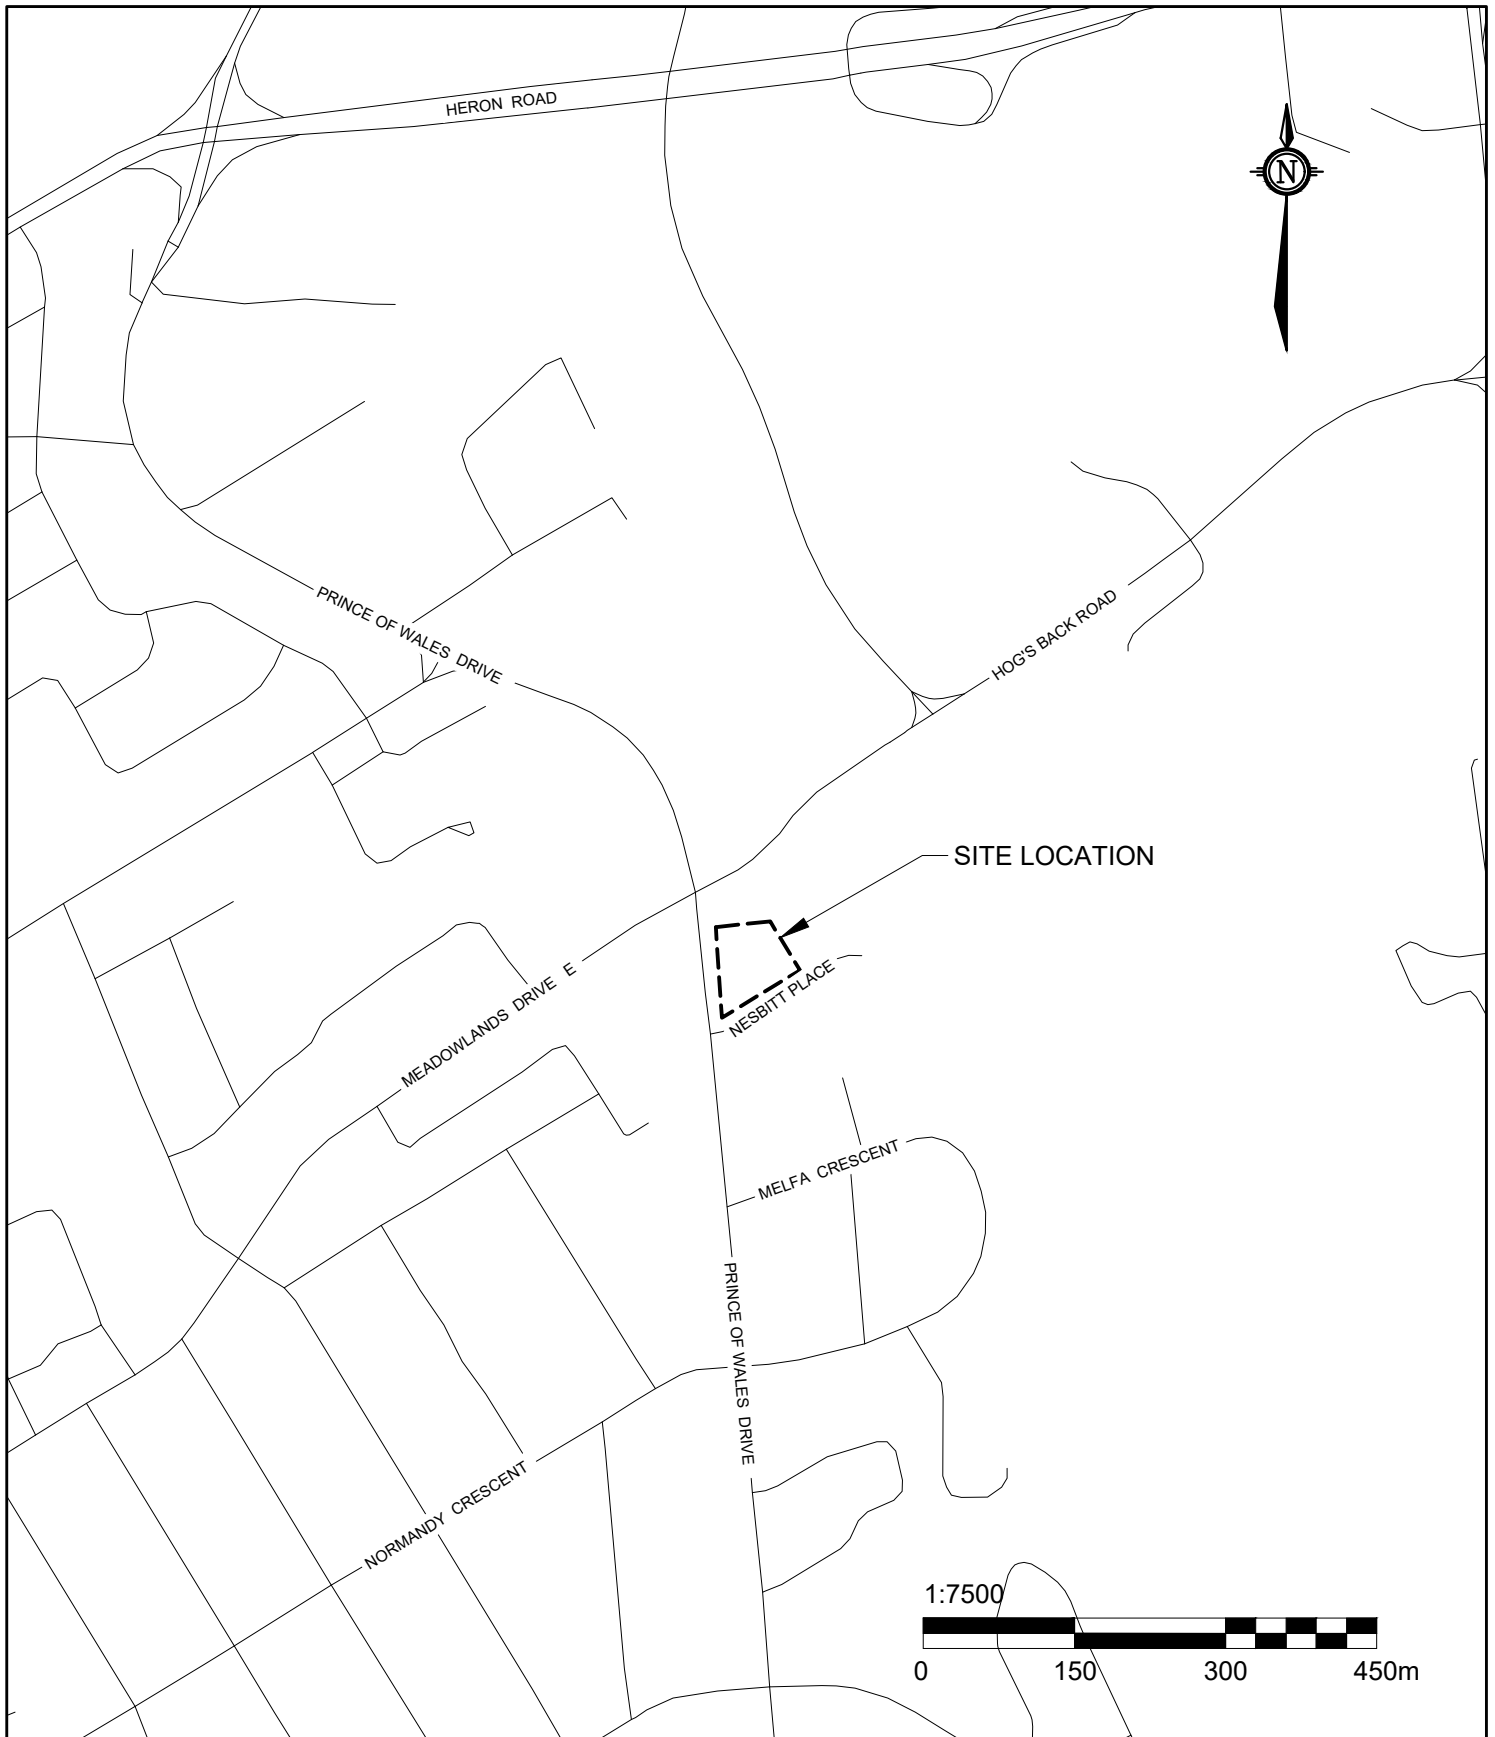 HERON ROAD
N
PRINCE OF WALES DRIVE
HOG'S BACK ROAD
SITE LOCATION
MEADOWLANDS DRIVE E
NESBITT PLACE
MELFA CRESCENT
PRINCE OF WALES DRIVE
NORMANDY CRESCENT
1:7500
0 150 300 450m